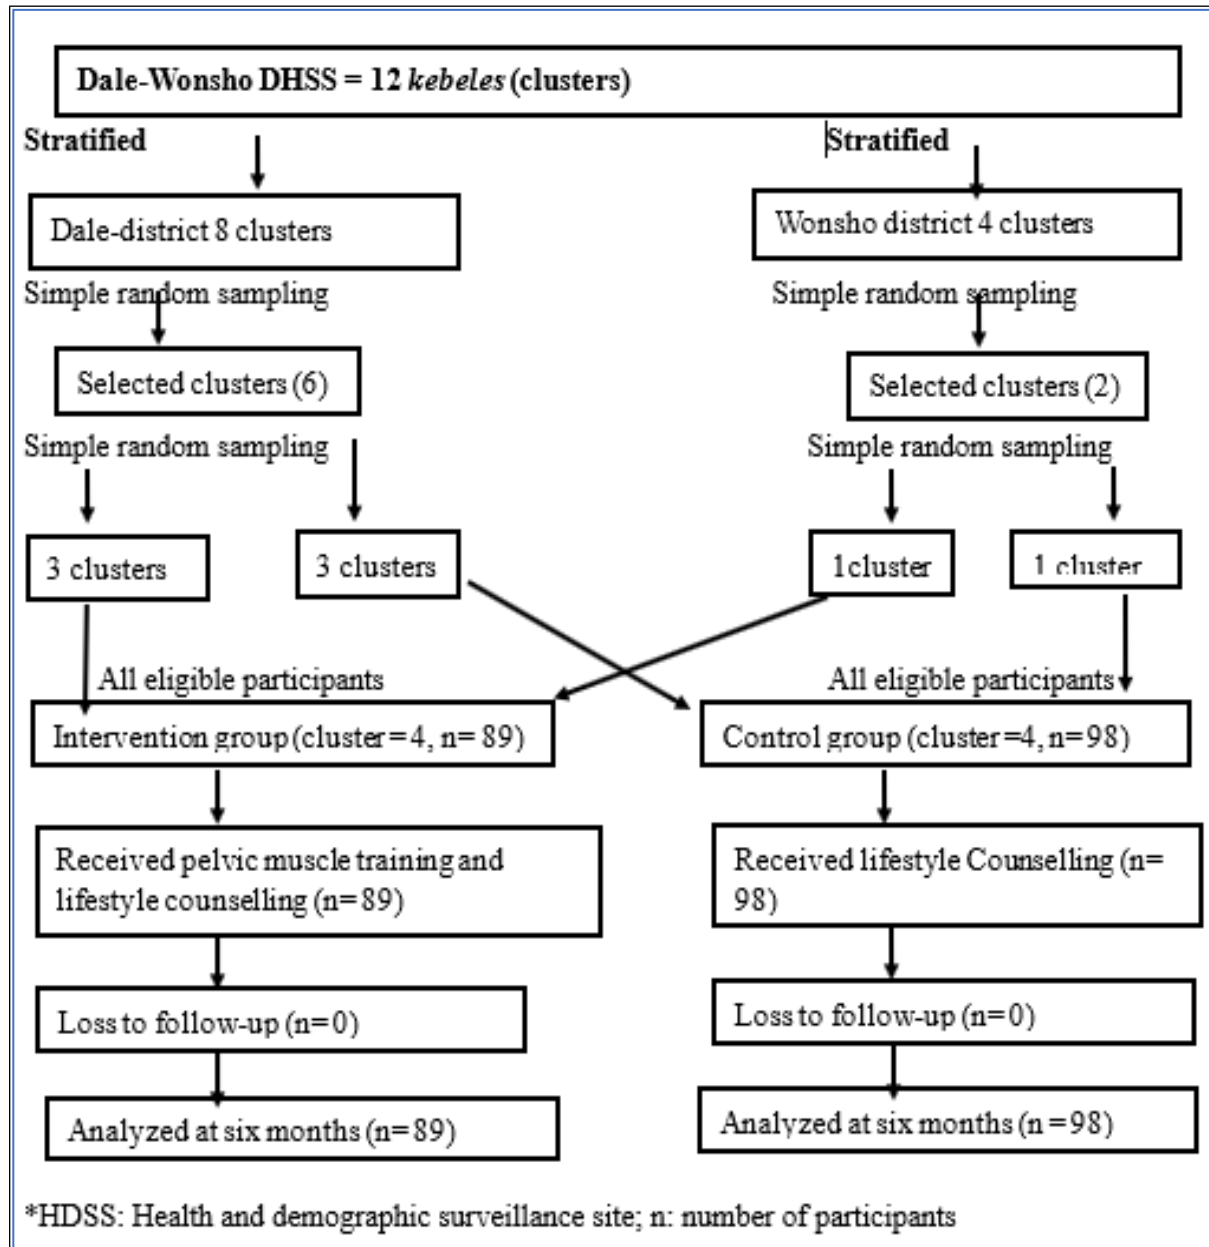 Dale-Wonsho DHSS = 12 kebeles (clusters)
Stratified
Stratified
Dale-district 8 clusters
Wonsho district 4 clusters
Simple random sampling
Simple random sampling
Selected clusters (6)
Selected clusters (2)
Simple random sampling
Simple random sampling
3 clusters
3 clusters
1cluster
1 cluster
All eligible participants
All eligible participants
Intervention group (cluster=4, n= 89)
Control group (cluster=4, n=98)
Received pelvic muscle training and
lifestyle counselling (n=89)
Received lifestyle Counselling (n=
98)
Loss to follow-up (n=0)
Loss to follow-up (n=0)
Analyzed at six months (n=89)
Analyzed at six months (n =98)
*HDSS: Health and demographic surveillance site; n: number of participants